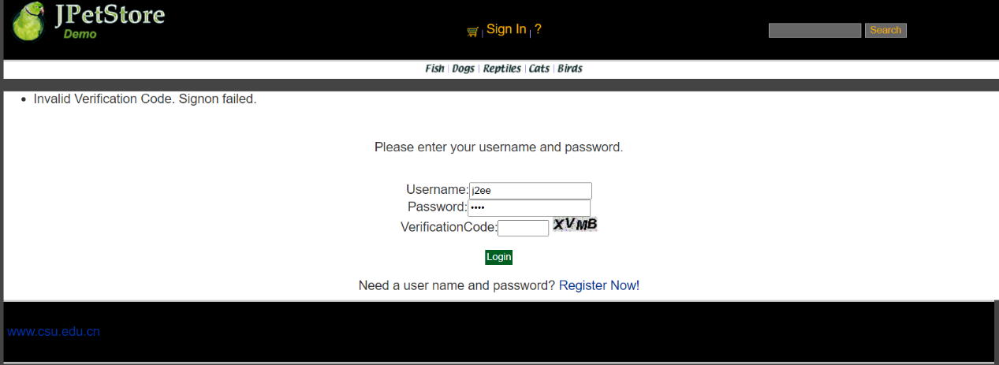 JPetStore
Demo
Sign In | ?
Search
Fish | Dogs | Reptiles | Cats | Birds
Invalid Verification Code. Signon failed.
Please enter your username and password.
Username: j2ee
Password: ••••
VerificationCode: XVMB
Login
Need a user name and password? Register Now!
www.csu.edu.cn